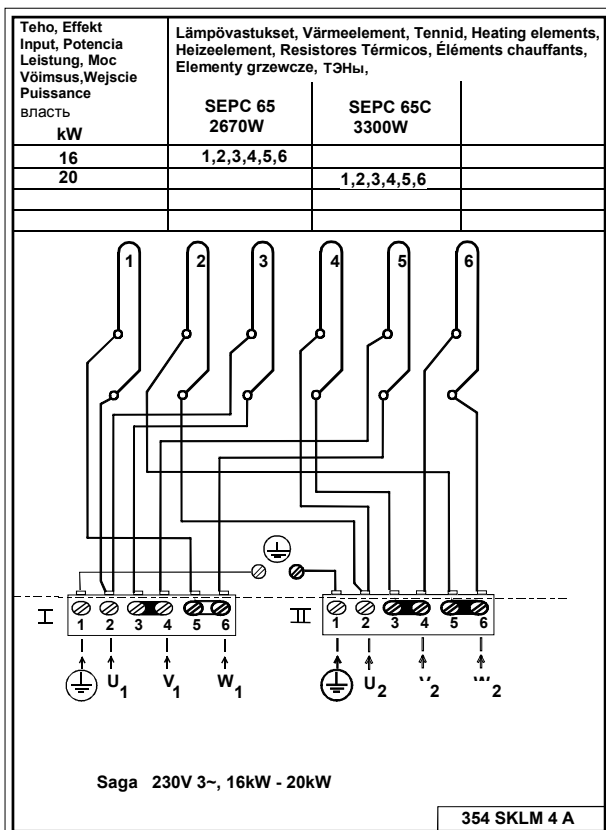 Teho, Effekt
Input, Potencia
Leistung, Moc
Vöimsus,Wejscie
Puissance
власть
kW
Lämpövastukset, Värmeelement, Tennid, Heating elements,
Heizeelement, Resistores Térmicos, Éléments chauffants,
Elementy grzewcze, ТЭНы,
SEPC 65
2670W
SEPC 65C
3300W
16 1,2,3,4,5,6
20 1,2,3,4,5,6
1 2 3 4 5 6
I 1 2 3 4 5 6
II 1 2 3 4 5 6
U1 V1 W1 U2 2 2
Saga 230V 3~, 16kW - 20kW
354 SKLM 4 A